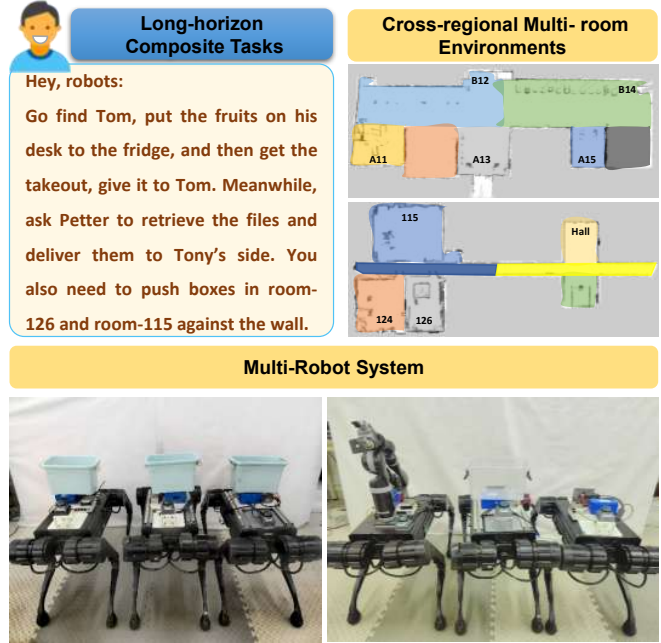 Long-horizon
Composite Tasks
Hey, robots:
Go find Tom, put the fruits on his
desk to the fridge, and then get the
takeout, give it to Tom. Meanwhile,
ask Petter to retrieve the files and
deliver them to Tony's side. You
also need to push boxes in room-
126 and room-115 against the wall.
Cross-regional Multi- room
Environments
B12
B14
A11
A13
A15
115
Hall
124
126
Multi-Robot System